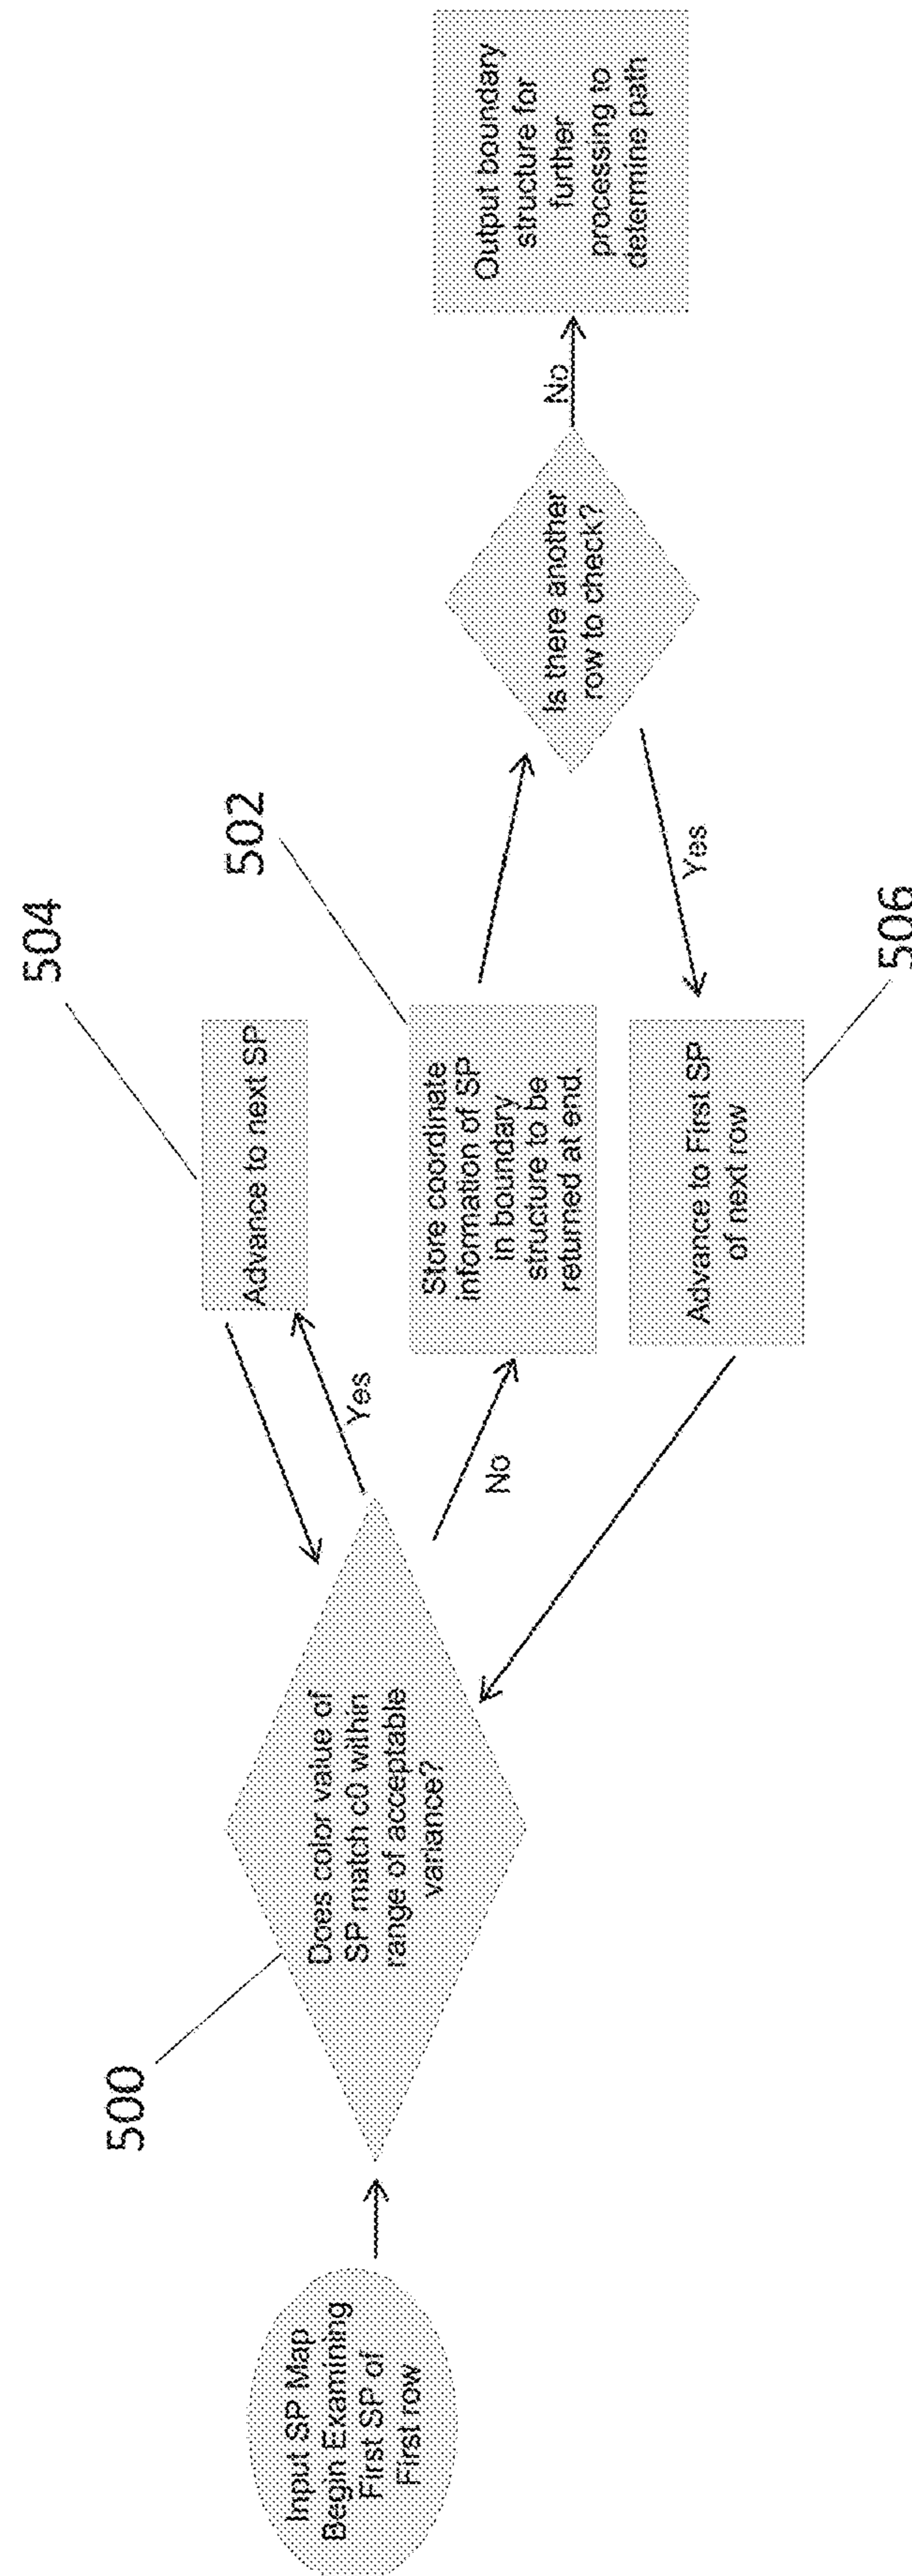 Input SP Map
Begin Examining
First SP of
First row
500
Does color value of
SP match c0 within
range of acceptable
variance?
Yes
No
504
Advance to next SP
502
Store coordinate
information of SP
in boundary
structure to be
returned at end.
506
Advance to First SP
of next row
Yes
Is there another
row to check?
No
Output boundary
structure for
further
processing to
determine path